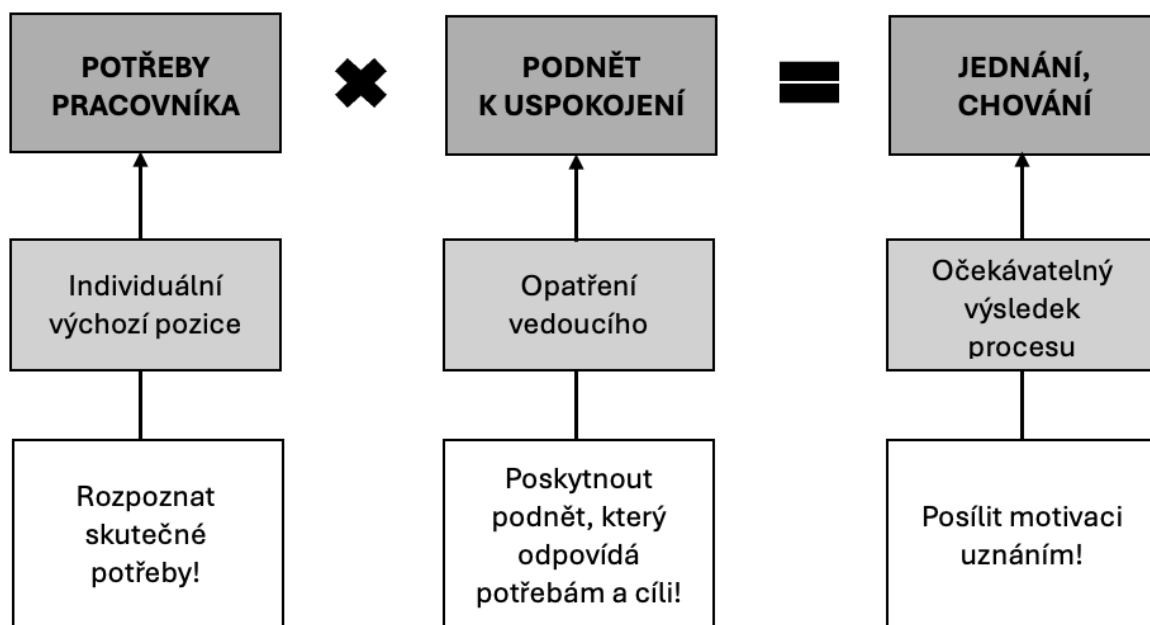 POTŘEBY
PRACOVNÍKA
PODNĚT
K USPOKOJENÍ
JEDNÁNÍ,
CHOVÁNÍ
Individuální
výchozí pozice
Opatření
vedoucího
Očekávatelný
výsledek
procesu
Rozpoznat
skutečné
potřeby!
Poskytnout
podnět, který
odpovídá
potřebám a cíli!
Posílit motivaci
uznáním!